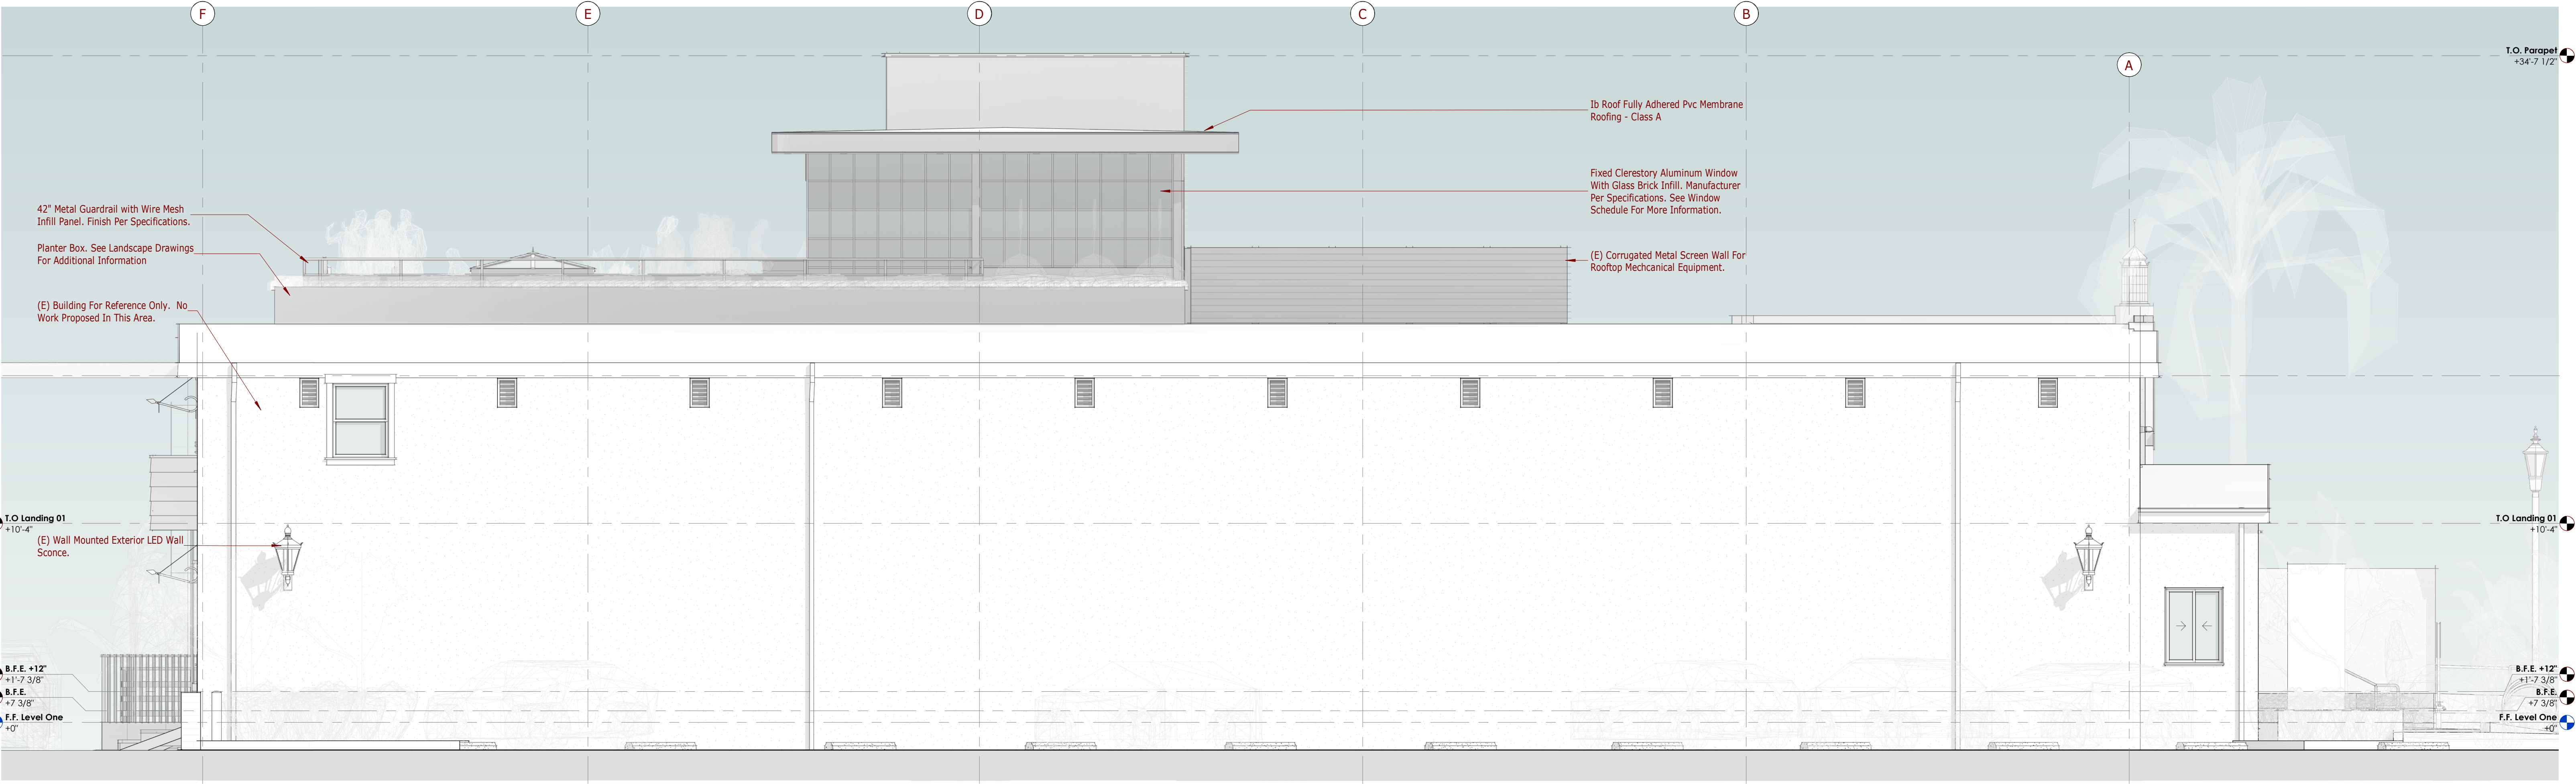 F
E
D
C
B
A
T.O. Parapet
+34'-7 1/2"
Ib Roof Fully Adhered Pvc Membrane
Roofing - Class A
Fixed Clerestory Aluminum Window
With Glass Brick Infill. Manufacturer
Per Specifications. See Window
Schedule For More Information.
(E) Corrugated Metal Screen Wall For
Rooftop Mechcanical Equipment.
42" Metal Guardrail with Wire Mesh
Infill Panel. Finish Per Specifications.
Planter Box. See Landscape Drawings
For Additional Information
(E) Building For Reference Only. No
Work Proposed In This Area.
T.O Landing 01
+10'-4"
(E) Wall Mounted Exterior LED Wall
Sconce.
B.F.E. +12"
+1'-7 3/8"
B.F.E.
+7 3/8"
F.F. Level One
+0"
T.O Landing 01
+10'-4"
B.F.E. +12"
+1'-7 3/8"
B.F.E.
+7 3/8"
F.F. Level One
+0"